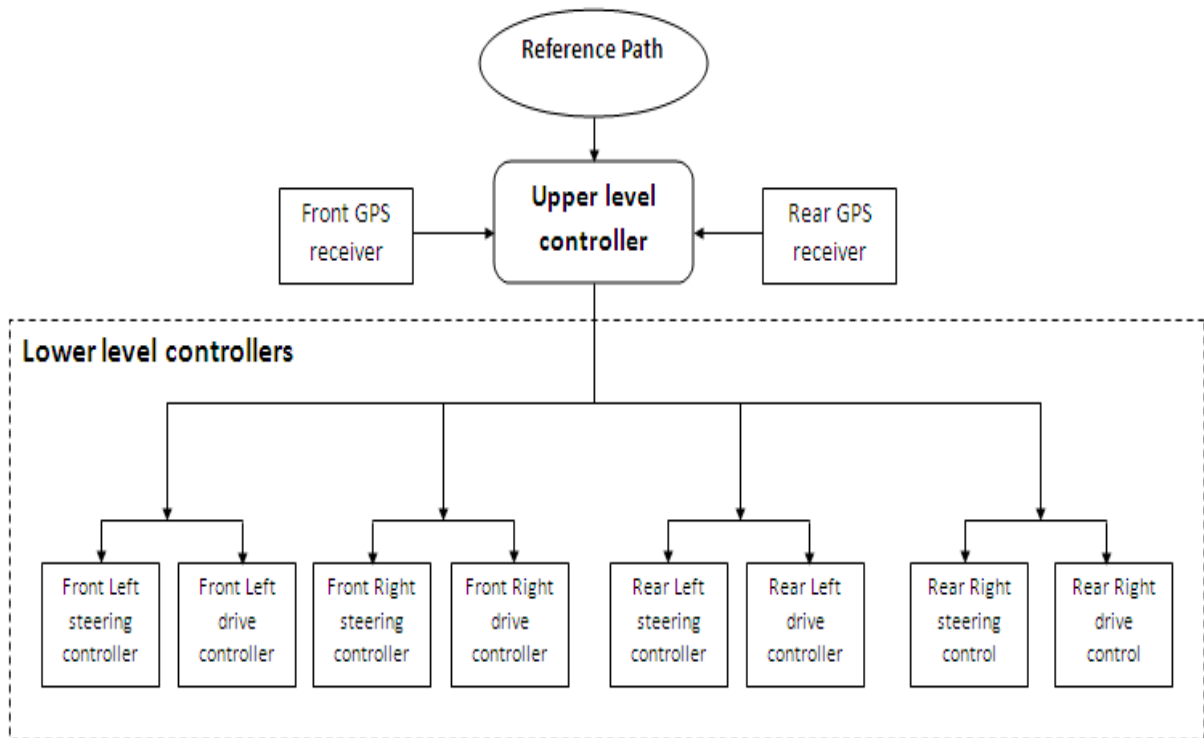 Reference Path
Front GPS
receiver
Upper level
controller
Rear GPS
receiver
Lower level controllers
Front Left
steering
controller
Front Left
drive
controller
Front Right
steering
controller
Front Right
drive
controller
Rear Left
steering
controller
Rear Left
drive
controller
Rear Right
steering
control
Rear Right
drive
control